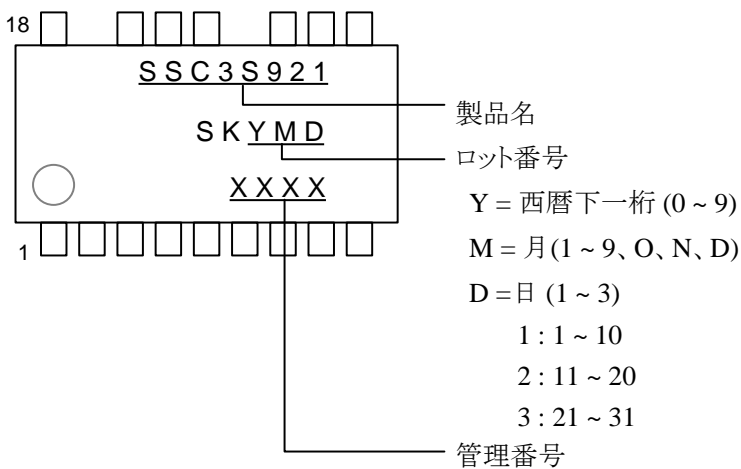 18
SSC3S921
製品名
SKYMD
ロット番号
XXXX
Y = 西暦下一桁 (0 ~ 9)
1
M = 月(1 ~ 9、O、N、D)
D =日 (1 ~ 3)
1 : 1 ~ 10
2 : 11 ~ 20
3 : 21 ~ 31
管理番号